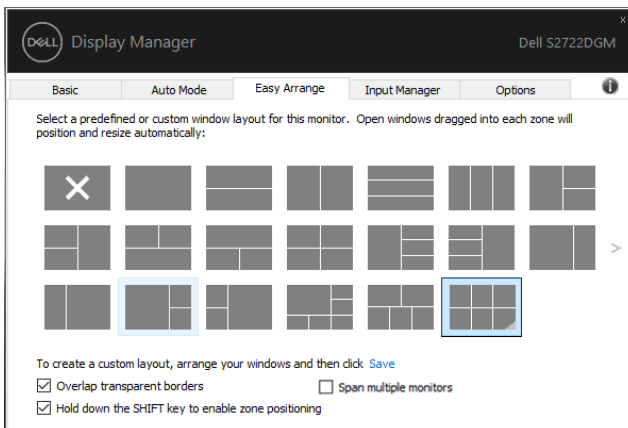 DELL Display Manager
Dell S2722DGM
x
Basic
Auto Mode
Easy Arrange
Input Manager
Options
i
Select a predefined or custom window layout for this monitor. Open windows dragged into each zone will
position and resize automatically:
>
To create a custom layout, arrange your windows and then click Save
Overlap transparent borders
Span multiple monitors
Hold down the SHIFT key to enable zone positioning